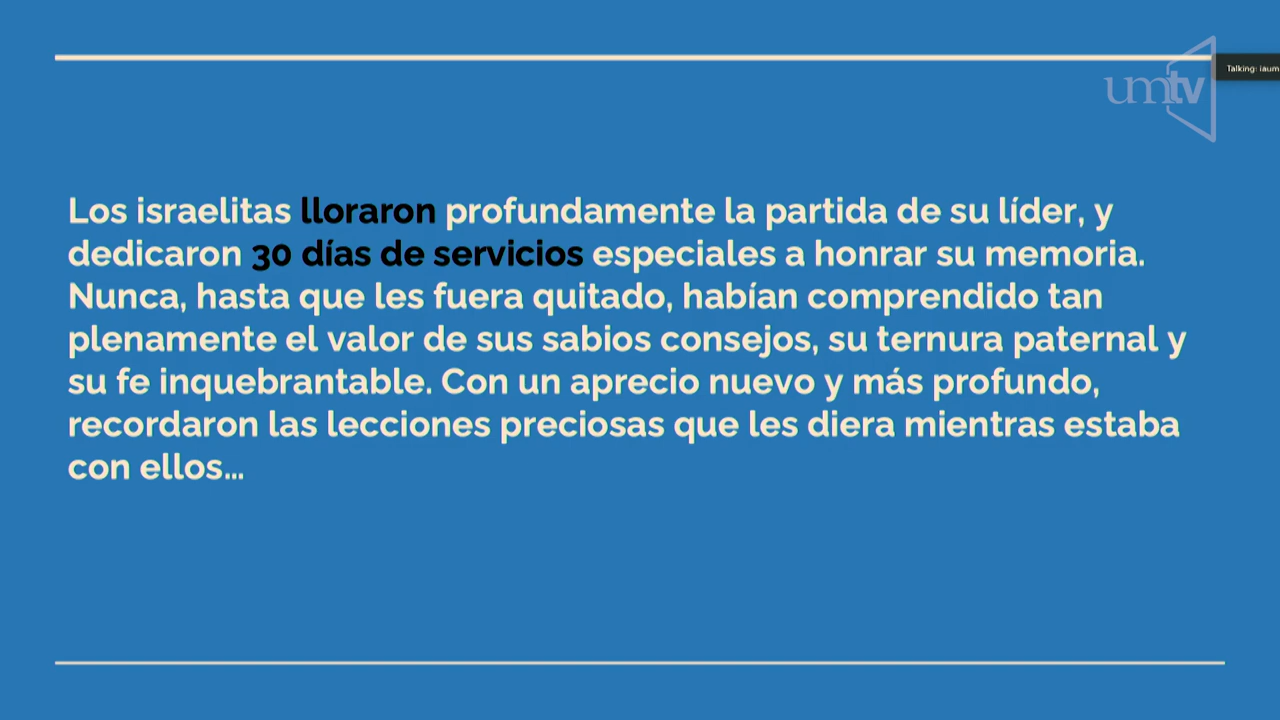 umtv
Talking: iaum
Los israelitas lloraron profundamente la partida de su líder, y
dedicaron 30 días de servicios especiales a honrar su memoria.
Nunca, hasta que les fuera quitado, habían comprendido tan
plenamente el valor de sus sabios consejos, su ternura paternal y
su fe inquebrantable. Con un aprecio nuevo y más profundo,
recordaron las lecciones preciosas que les diera mientras estaba
con ellos...